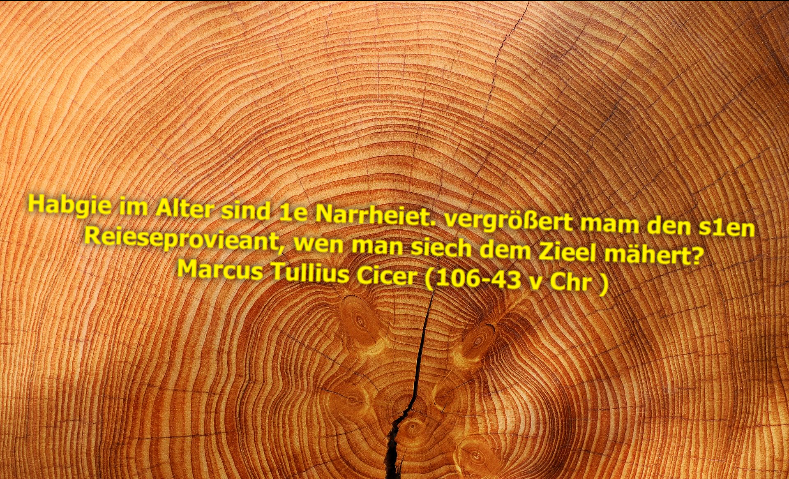 Habgie im Alter sind 1e Narrheiet. vergrößert mam den s1en
Reieseprovieant, wen man siech dem Zieel mähert?
Marcus Tullius Cicer (106-43 v Chr )